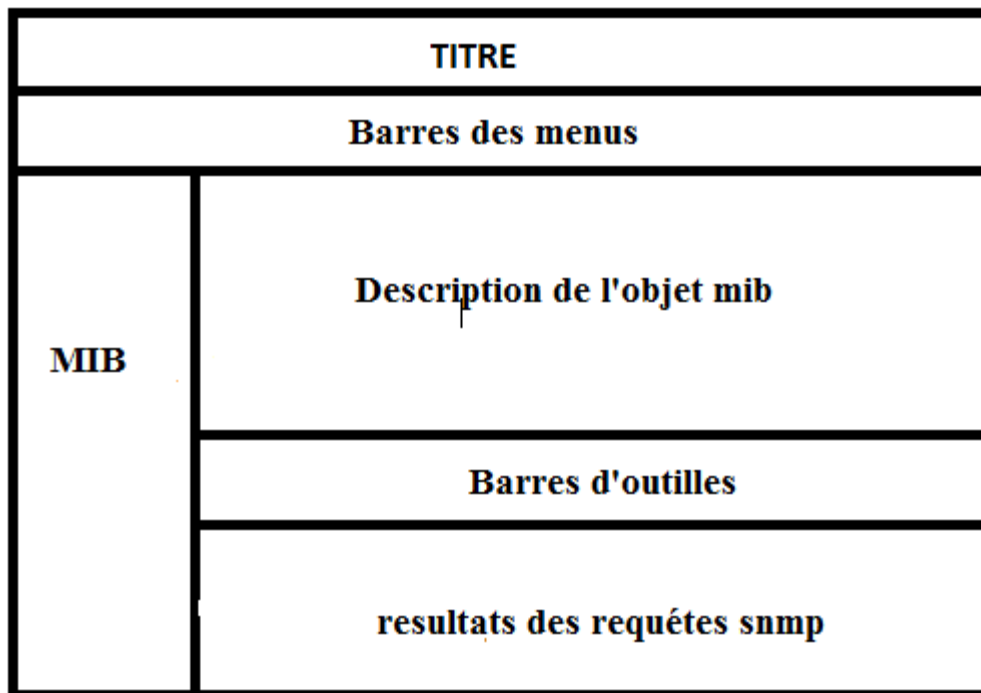 TITRE
Barres des menus
Description de l'objet mib
MIB
Barres d'outilles
resultats des requétes snmp